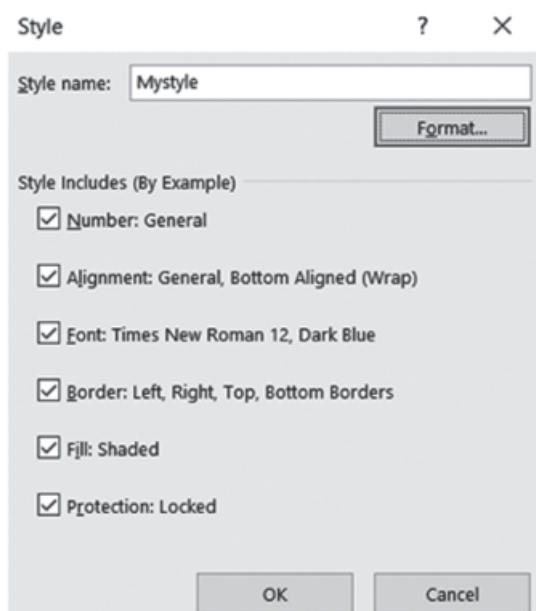 Style ? ×
Style name: Mystyle
Format...
Style Includes (By Example)
Number: General
Alignment: General, Bottom Aligned (Wrap)
Font: Times New Roman 12, Dark Blue
Border: Left, Right, Top, Bottom Borders
Fill: Shaded
Protection: Locked
OK Cancel